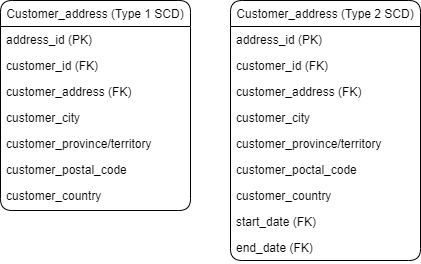 Customer_address (Type 1 SCD)
address_id (PK)
customer_id (FK)
customer_address (FK)
customer_city
customer_province/territory
customer_postal_code
customer_country
Customer_address (Type 2 SCD)
address_id (PK)
customer_id (FK)
customer_address (FK)
customer_city
customer_province/territory
customer_poctal_code
customer_country
start_date (FK)
end_date (FK)